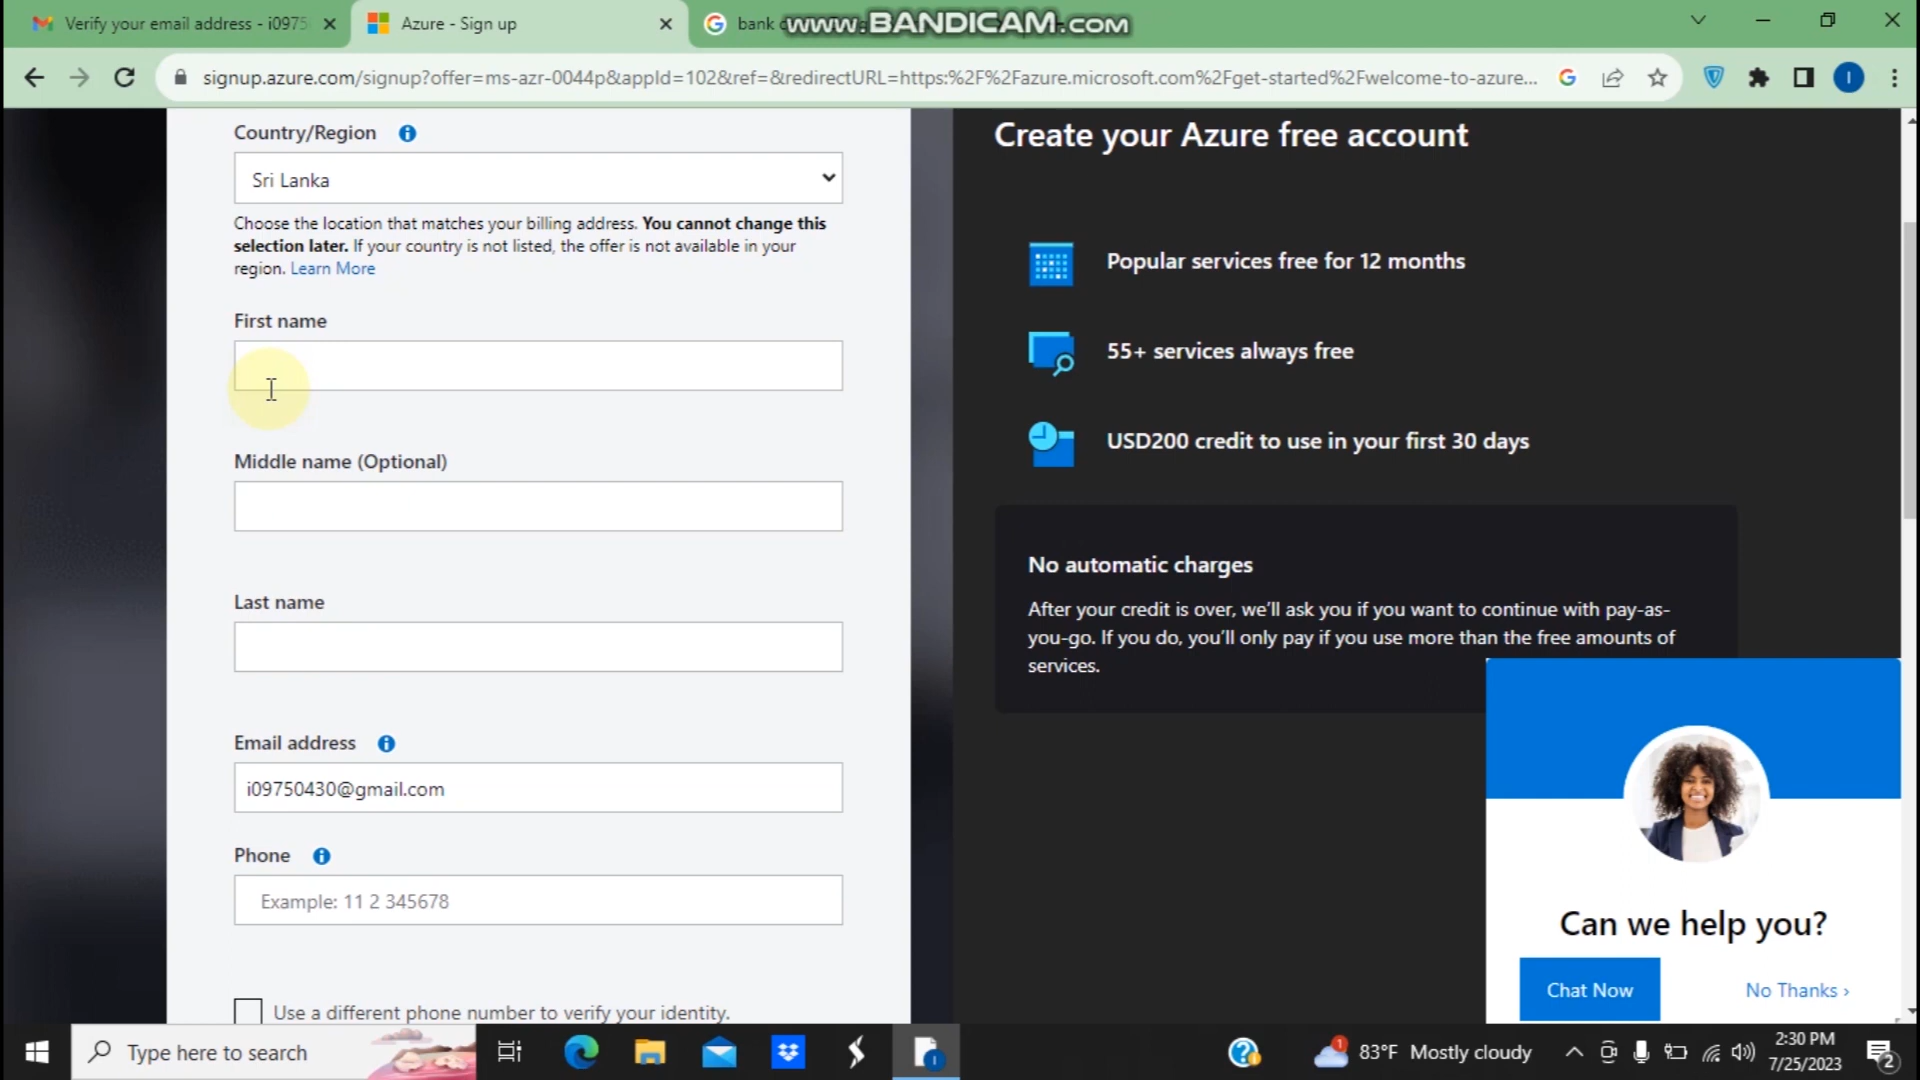 Verify your email address - i0975
Azure - Sign up
bank
www.BANDICAM.com
signup.azure.com/signup?offer=ms-azr-0044p&appId=102&ref=&redirectURL=https:%2F%2Fazure.microsoft.com%2Fget-started%2Fwelcome-to-azure...
Country/Region
Sri Lanka
Choose the location that matches your billing address. You cannot change this
selection later. If your country is not listed, the offer is not available in your
region. Learn More
First name
Middle name (Optional)
Last name
Email address
i09750430@gmail.com
Phone
Example: 11 2 345678
Use a different phone number to verify your identity.
Create your Azure free account
Popular services free for 12 months
55+ services always free
USD200 credit to use in your first 30 days
No automatic charges
After your credit is over, we'll ask you if you want to continue with pay-as-
you-go. If you do, you'll only pay if you use more than the free amounts of
services.
Can we help you?
Chat Now
No Thanks ›
Type here to search
1
83°F Mostly cloudy
2:30 PM
7/25/2023
2